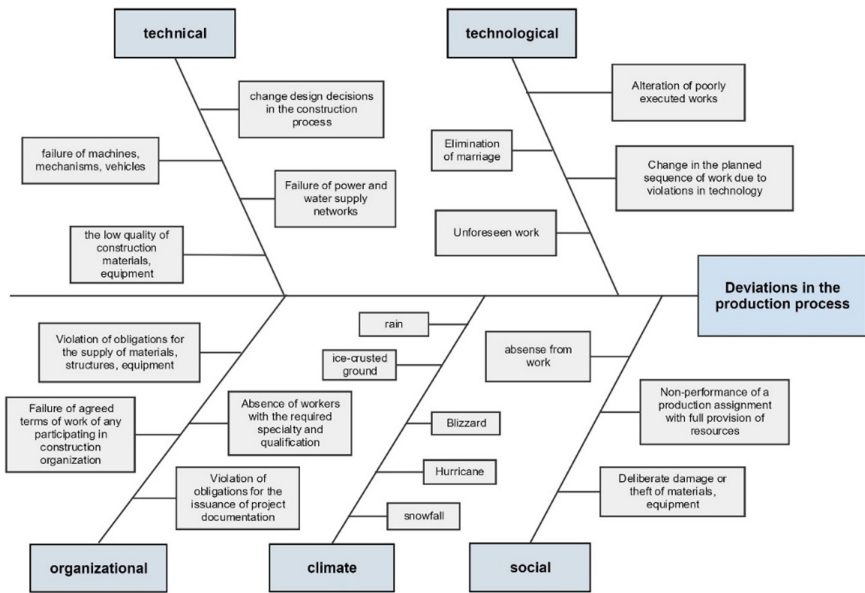 technical
technological
change design decisions
in the construction
process
Alteration of poorly
executed works
failure of machines,
mechanisms, vehicles
Elimination
of marriage
Failure of power and
water supply
networks
Change in the planned
sequence of work due to
violations in technology
the low quality of
construction
materials,
equipment
Unforeseen work
Deviations in the
production process
Violation of obligations for
the supply of materials,
structures, equipment
rain
ice-crusted
ground
absense from
work
Failure of agreed
terms of work of any
participating in
construction
organization
Absence of workers
with the required
specialty and
qualification
Blizzard
Non-performance of a
production assignment
with full provision of
resources
Violation of
obligations for the
issuance of project
documentation
Hurricane
Deliberate damage or
theft of materials,
equipment
snowfall
organizational
climate
social